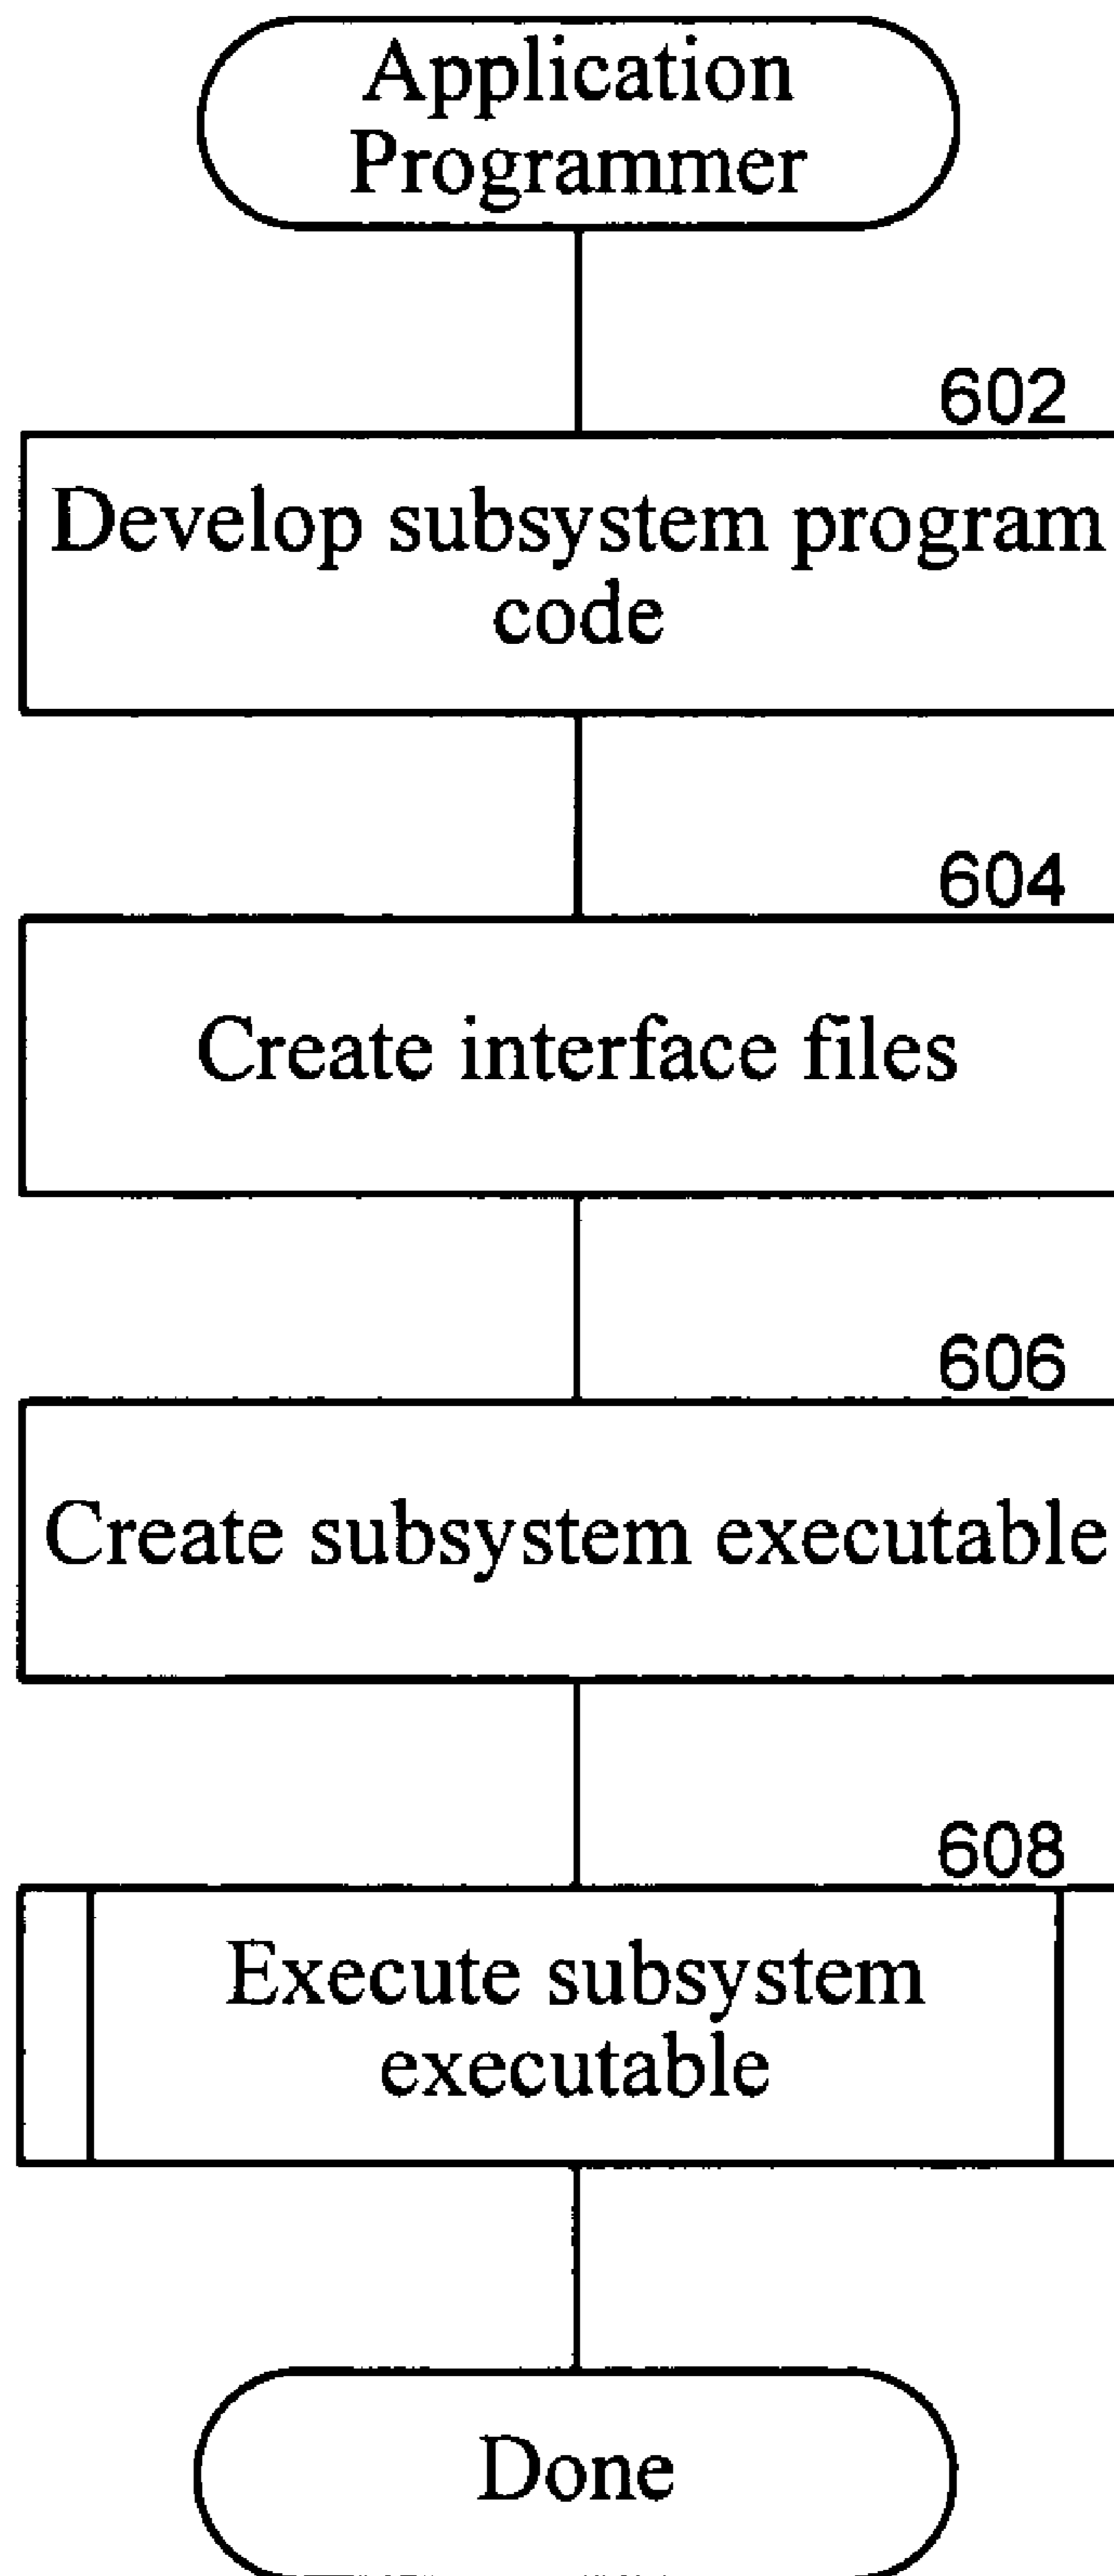 Application
Programmer
602
Develop subsystem program
code
604
Create interface files
606
Create subsystem executable
608
Execute subsystem
executable
Done